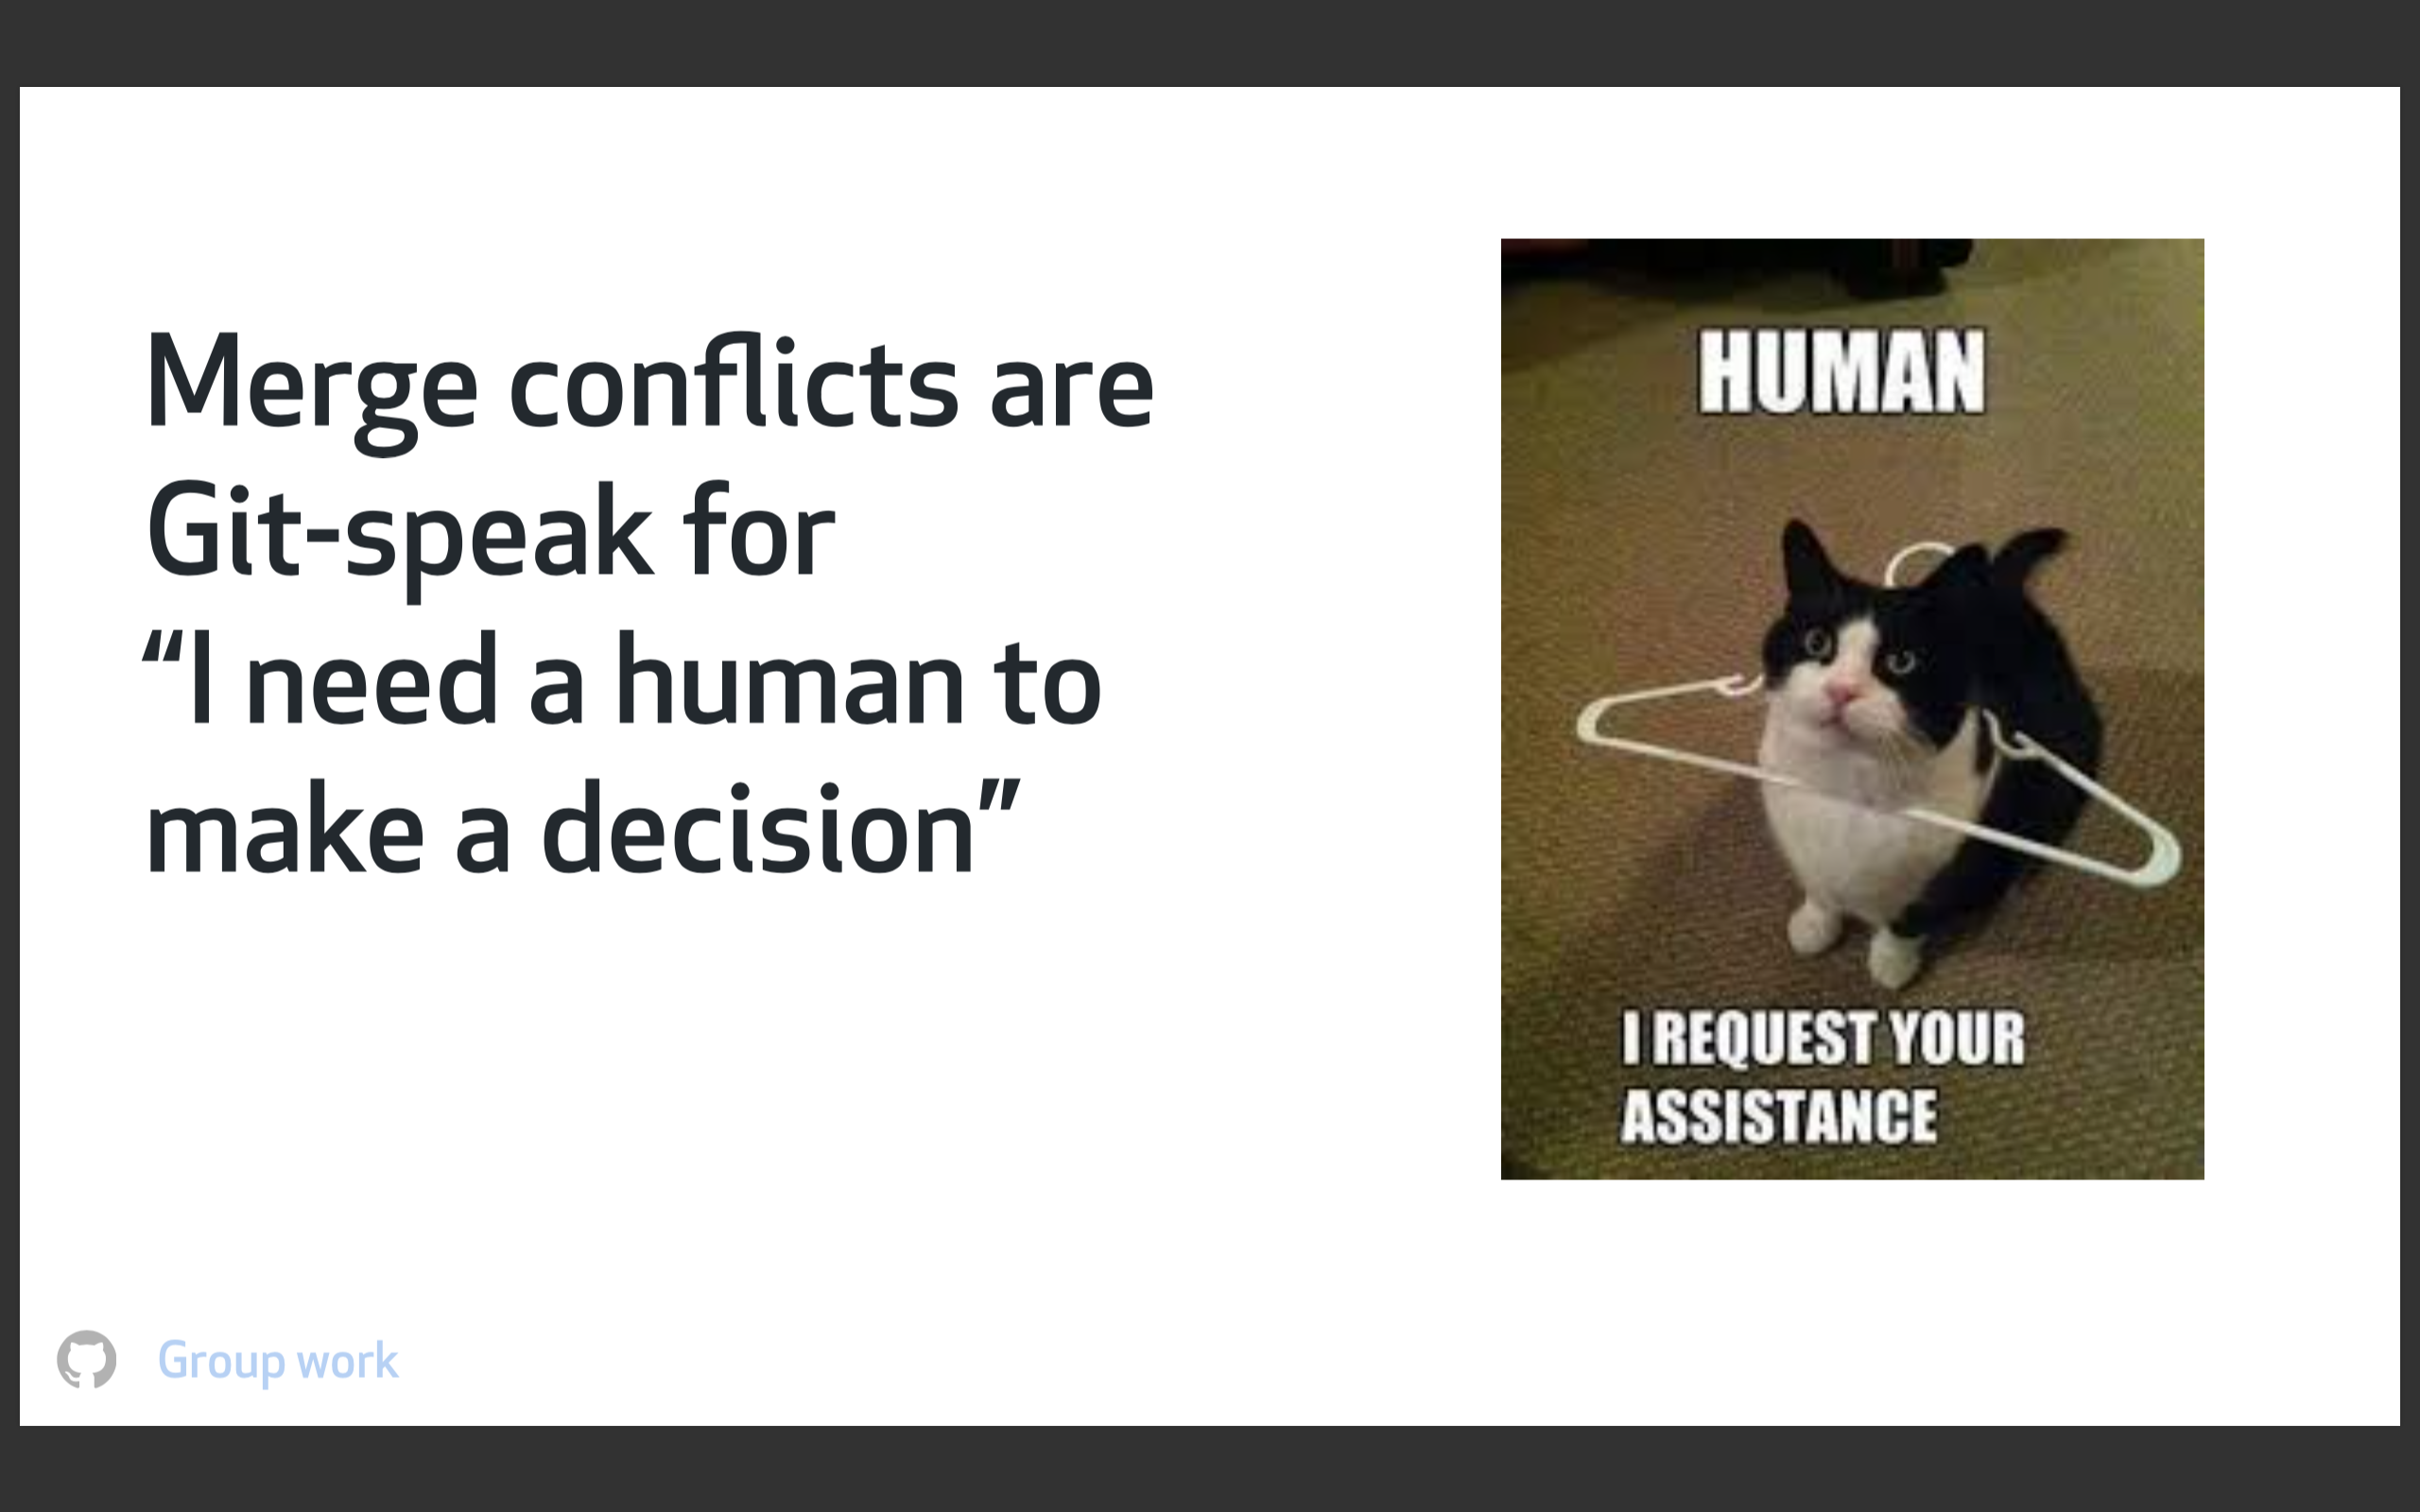 Merge conflicts are
Git-speak for
“I need a human to
make a decision”
HUMAN
I REQUEST YOUR
ASSISTANCE
Group work